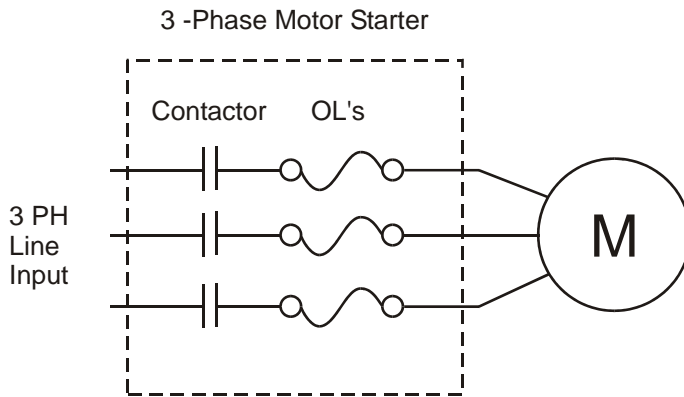 3 -Phase Motor Starter
Contactor OL's
3 PH
Line
Input
M